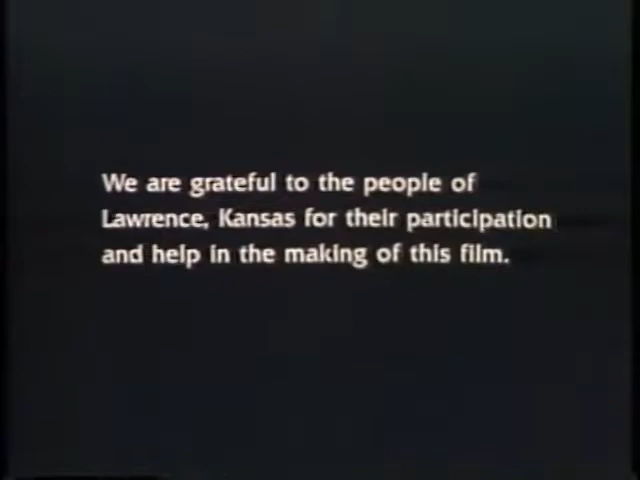 We are grateful to the people of
Lawrence, Kansas for their participation
and help in the making of this film.